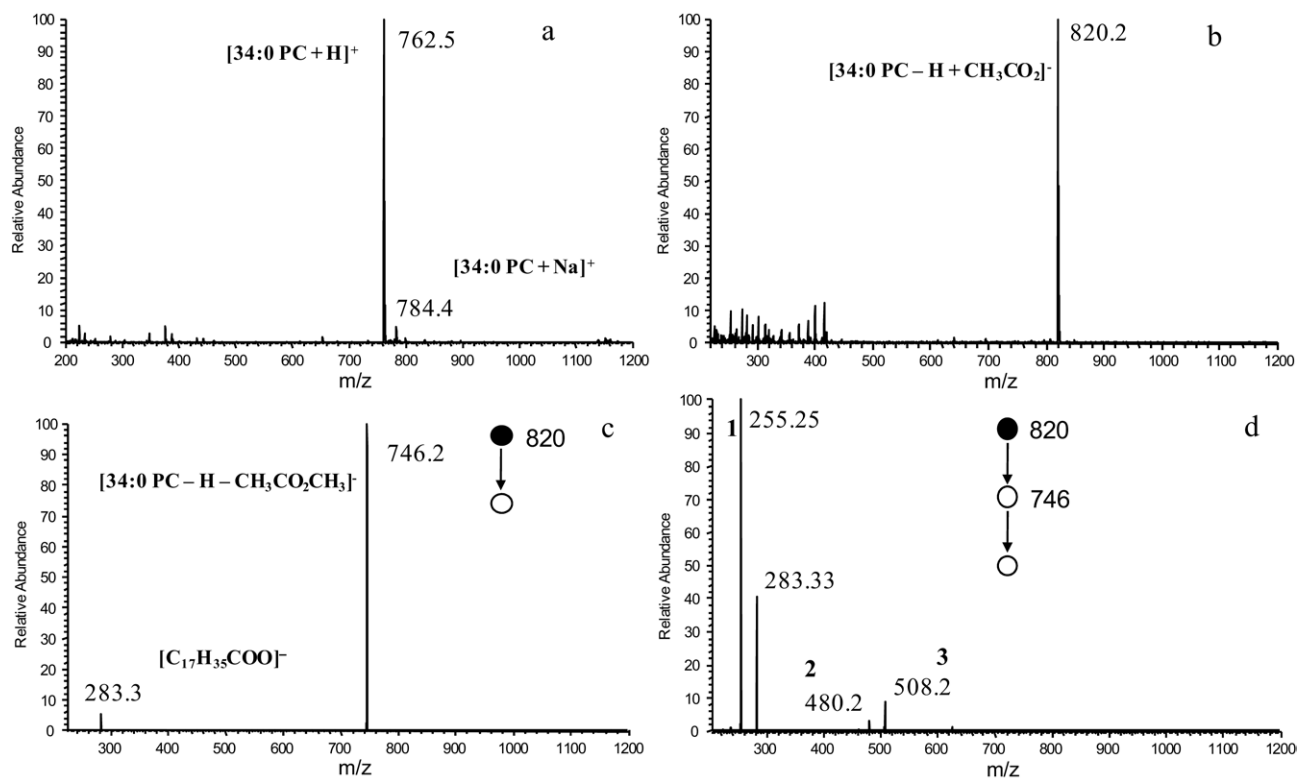 a
[34:0 PC + H]⁺
762.5
[34:0 PC + Na]⁺
784.4
Relative Abundance
100
90
80
70
60
50
40
30
20
10
0
200 300 400 500 600 700 800 900 1000 1100 1200
m/z
b
820.2
[34:0 PC – H + CH₃CO₂]⁻
Relative Abundance
100
90
80
70
60
50
40
30
20
10
0
300 400 500 600 700 800 900 1000 1100 1200
m/z
c
820
746.2
[34:0 PC – H – CH₃CO₂CH₃]⁻
[C₁₇H₃₅COO]⁻
283.3
Relative Abundance
100
90
80
70
60
50
40
30
20
10
0
300 400 500 600 700 800 900 1000 1100 1200
m/z
d
1
255.25
820
746
283.33
2
480.2
3
508.2
Relative Abundance
100
90
80
70
60
50
40
30
20
10
0
300 400 500 600 700 800 900 1000 1100 1200
m/z